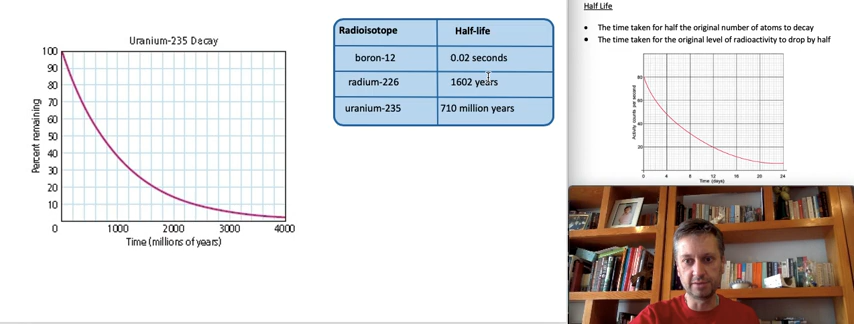 Uranium-235 Decay
Percent remaining
100
90
80
70
60
50
40
30
20
10
0
1000
2000
3000
4000
Time (millions of years)
Radioisotope Half-life
boron-12 0.02 seconds
radium-226 1602 years
uranium-235 710 million years
Half Life
• The time taken for half the original number of atoms to decay
• The time taken for the original level of radioactivity to drop by half
Activity counts per second
80
60
40
20
0 4 8 12 16 20 24
Time (days)